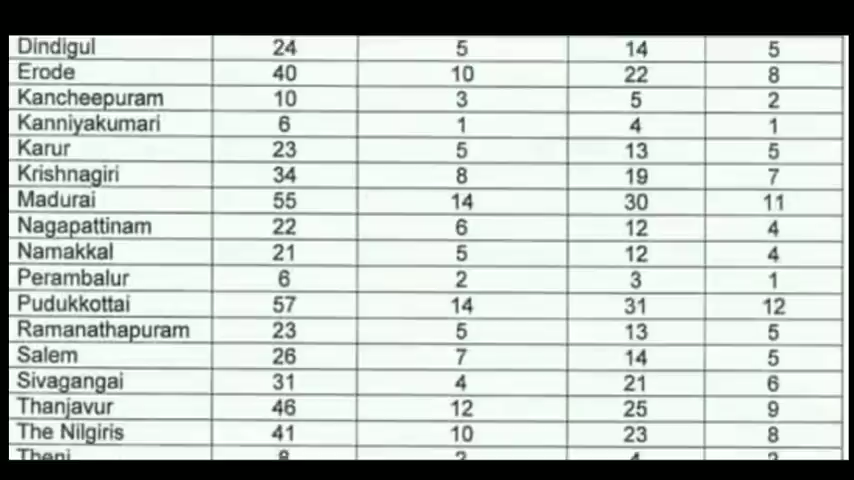 Dindigul 24 5 14 5
Erode 40 10 22 8
Kancheepuram 10 3 5 2
Kanniyakumari 6 1 4 1
Karur 23 5 13 5
Krishnagiri 34 8 19 7
Madurai 55 14 30 11
Nagapattinam 22 6 12 4
Namakkal 21 5 12 4
Perambalur 6 2 3 1
Pudukkottai 57 14 31 12
Ramanathapuram 23 5 13 5
Salem 26 7 14 5
Sivagangai 31 4 21 6
Thanjavur 46 12 25 9
The Nilgiris 41 10 23 8
Theni 8